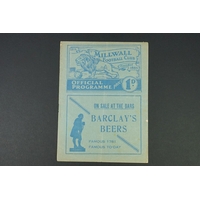 MILLWALL
FOOTBALL CLUB
OFFICIAL
PROGRAMME
1D
ON SALE AT THE BARS
BARCLAY'S
BEERS